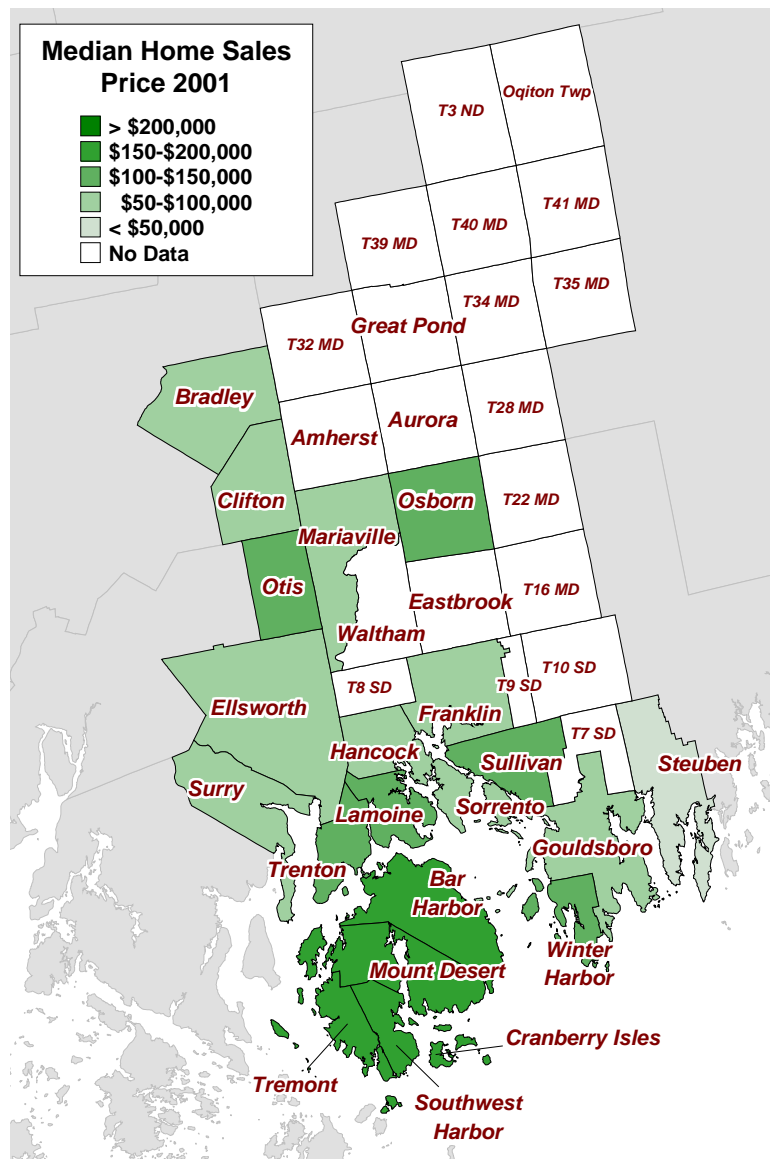 Median Home Sales
Price 2001
> $200,000
$150-$200,000
$100-$150,000
$50-$100,000
< $50,000
No Data
T3 ND
Oqiton Twp
T39 MD
T40 MD
T41 MD
T32 MD
Great Pond
T34 MD
T35 MD
Bradley
Amherst
Aurora
T28 MD
Clifton
Mariaville
Osborn
T22 MD
Otis
Waltham
Eastbrook
T16 MD
Ellsworth
T8 SD
Franklin
T9 SD
T10 SD
Hancock
Sullivan
T7 SD
Steuben
Surry
Lamoine
Sorrento
Gouldsboro
Trenton
Bar
Harbor
Mount Desert
Winter
Harbor
Cranberry Isles
Tremont
Southwest
Harbor